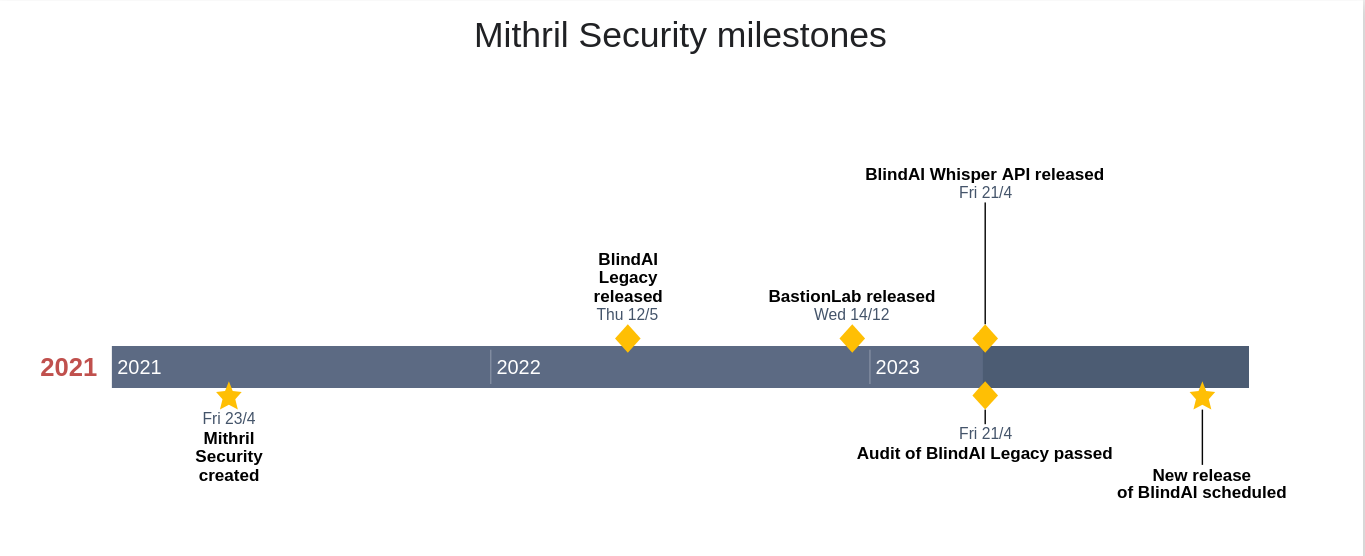 Mithril Security milestones
BlindAI Whisper API released
Fri 21/4
BlindAI
Legacy
released
Thu 12/5
BastionLab released
Wed 14/12
2021
2021
2022
2023
Fri 23/4
Mithril
Security
created
Fri 21/4
Audit of BlindAI Legacy passed
New release
of BlindAI scheduled